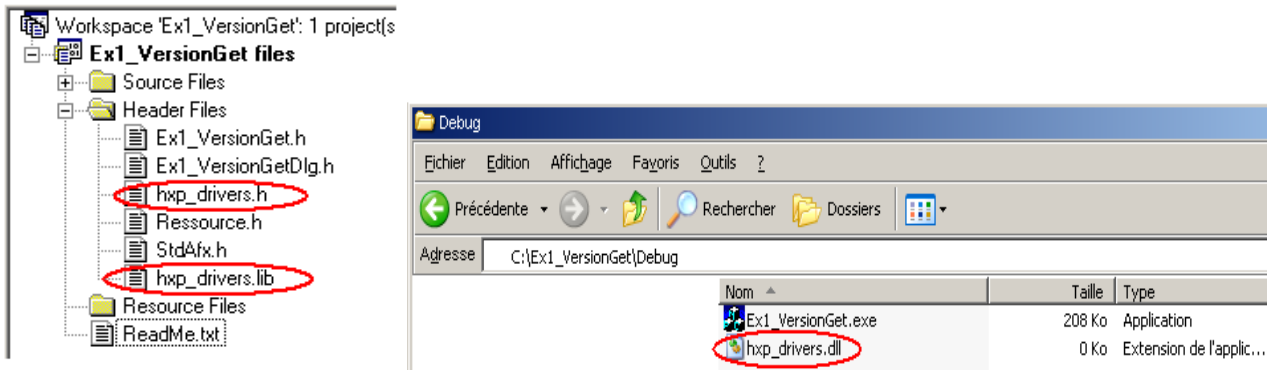 Workspace 'Ex1_VersionGet': 1 project(s
Ex1_VersionGet files
Source Files
Header Files
Ex1_VersionGet.h
Ex1_VersionGetDlg.h
hxp_drivers.h
Ressource.h
StdAfx.h
hxp_drivers.lib
Resource Files
ReadMe.txt
Debug
Fichier Edition Affichage Favoris Outils ?
Précédente Rechercher Dossiers
Adresse C:\Ex1_VersionGet\Debug
Nom Taille Type
Ex1_VersionGet.exe 208 Ko Application
hxp_drivers.dll 0 Ko Extension de l'applic...